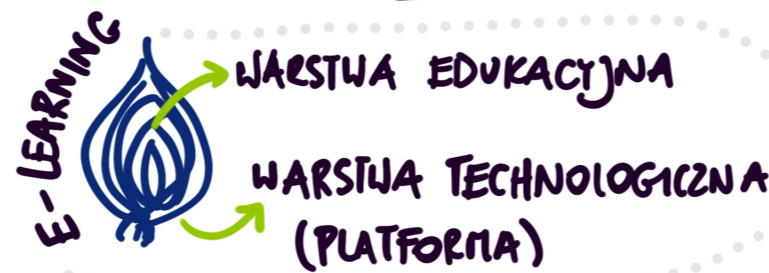 E-LEARNING
WARSTWA EDUKACYJNA
WARSTWA TECHNOLOGICZNA
(PLATFORMA)